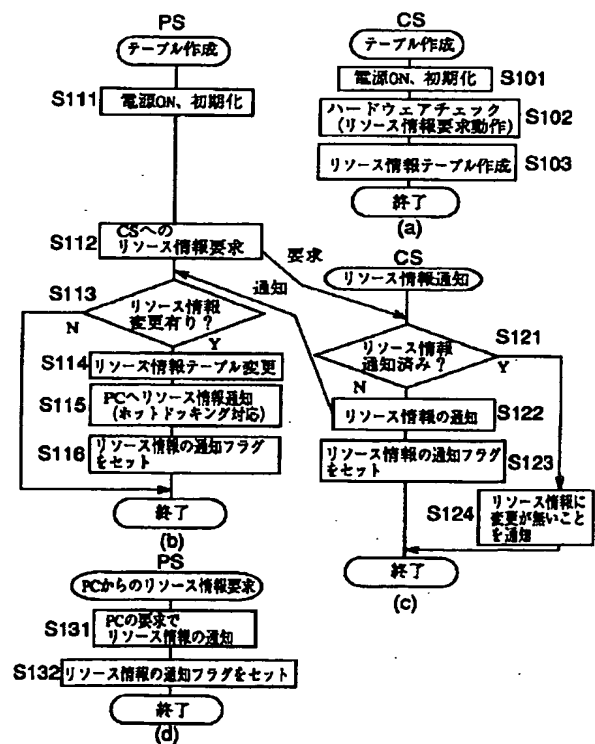 PS
テーブル作成
S111
電源ON、初期化
S112
CSへの
リソース情報要求
要求
通知
S113
リソース情報
変更有り？
N
Y
S114
リソース情報テーブル変更
S115
PCへリソース情報通知
(ホットドッキング対応)
S116
リソース情報の通知フラグ
をセット
終了
(b)
CS
テーブル作成
電源ON、初期化
S101
ハードウェアチェック
(リソース情報要求動作)
S102
リソース情報テーブル作成
S103
終了
(a)
CS
リソース情報通知
S121
リソース情報
通知済み？
N
Y
リソース情報の通知
S122
リソース情報の通知フラグ
をセット
S123
S124
リソース情報に
変更が無いこと
を通知
終了
(c)
PS
PCからのリソース情報要求
S131
PCの要求で
リソース情報の通知
S132
リソース情報の通知フラグをセット
終了
(d)